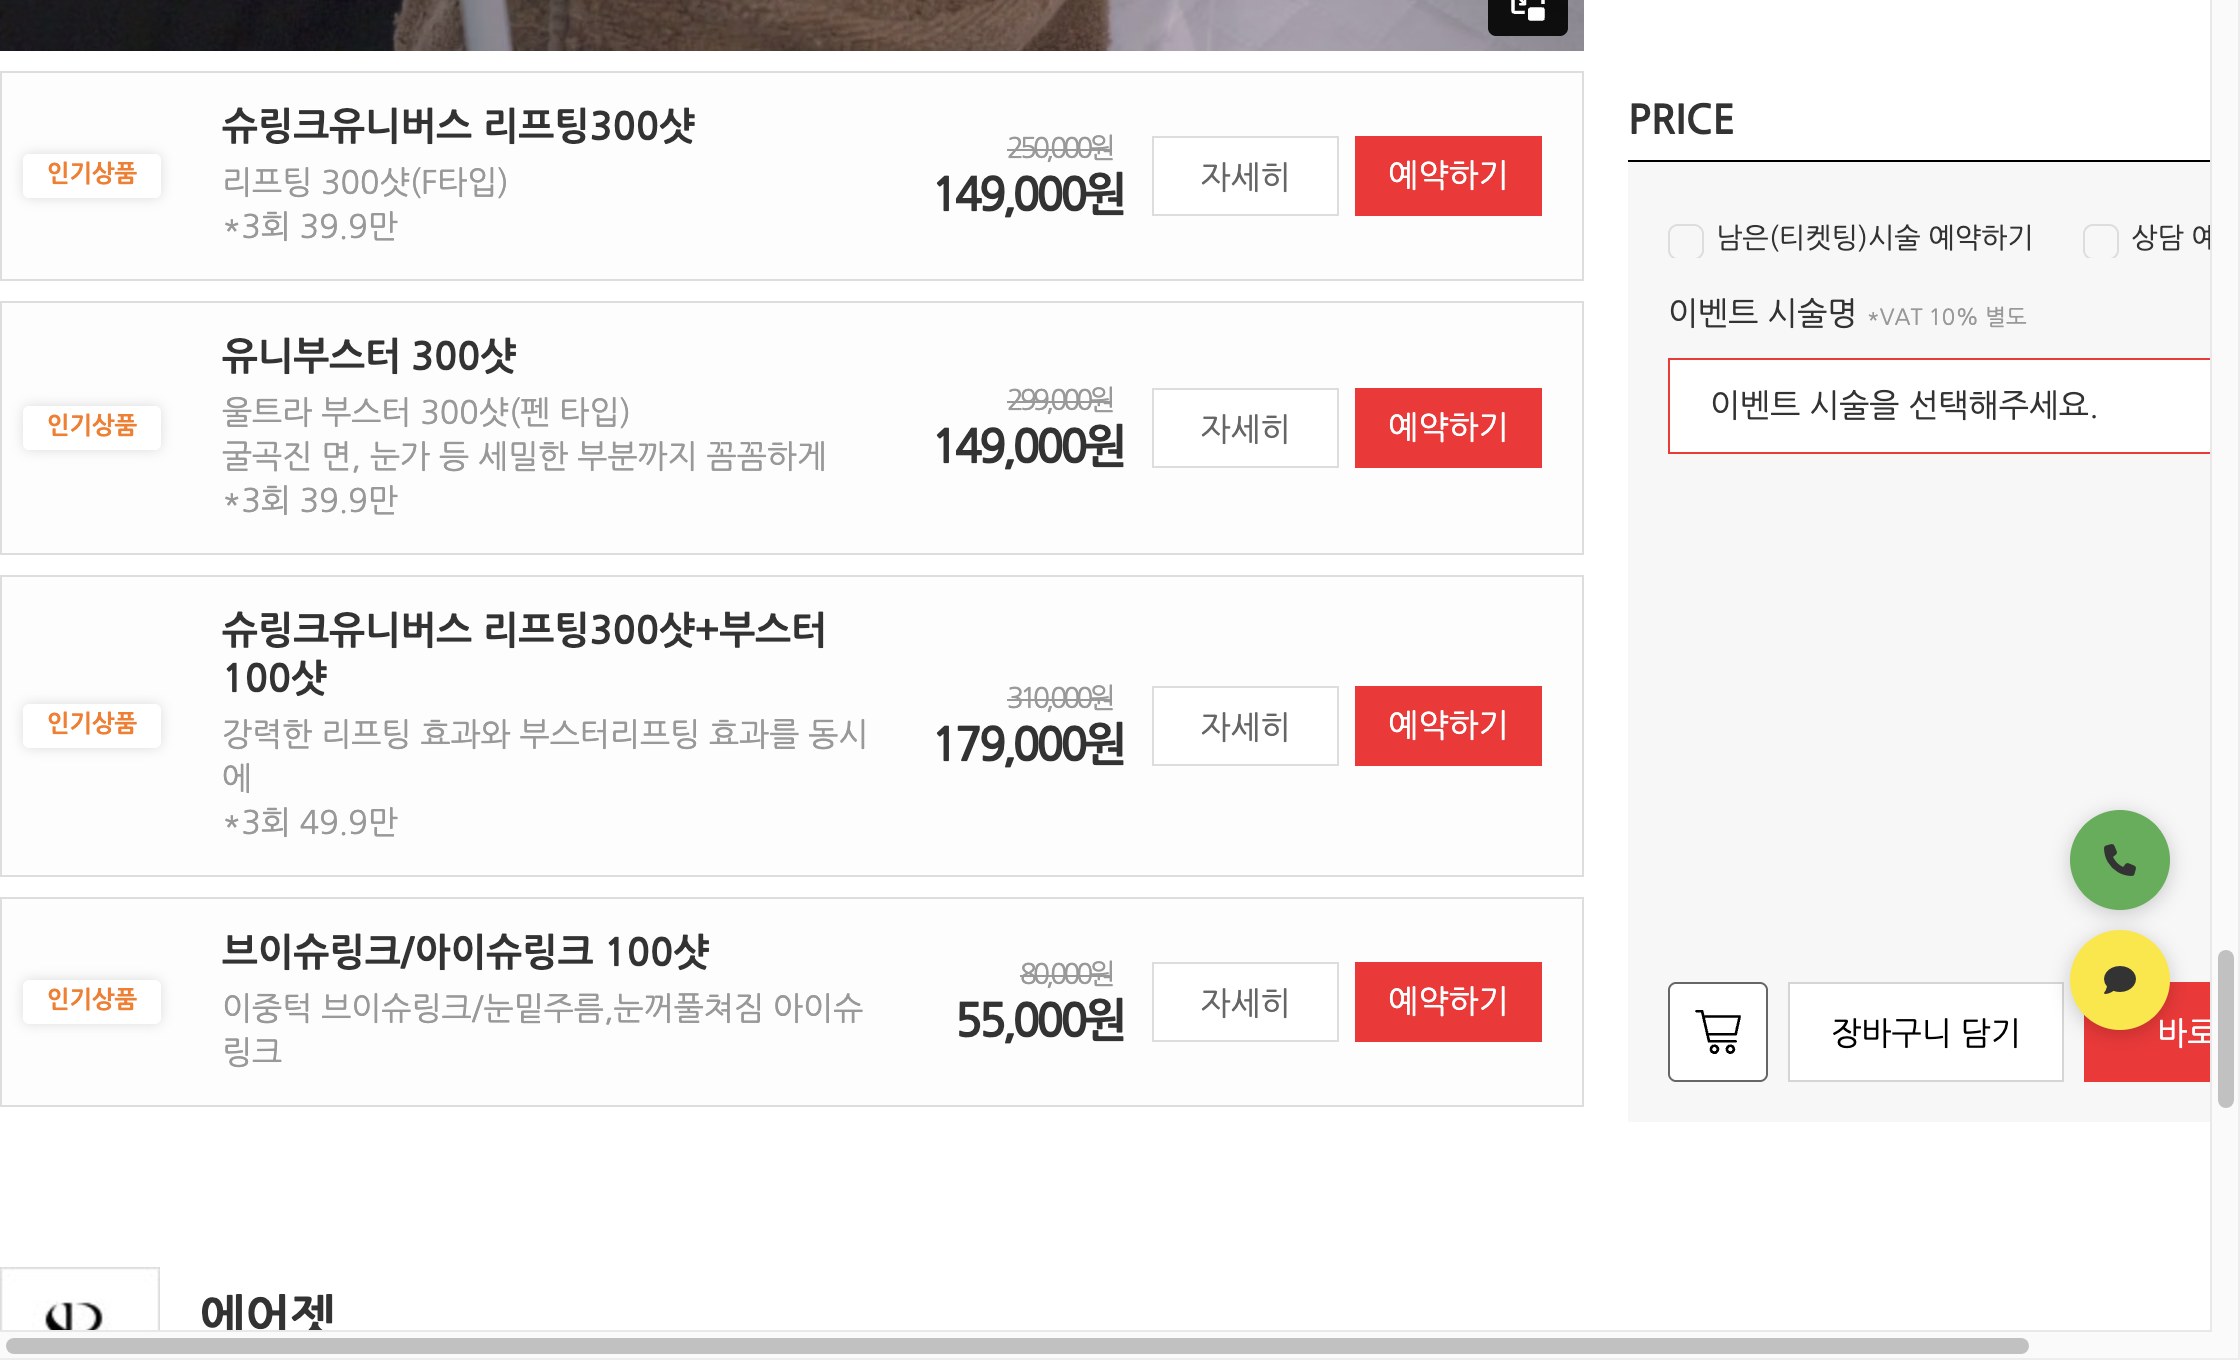 슈링크유니버스 리프팅300샷
인기상품
리프팅 300샷(F타입)
*3회 39.9만
250,000원
149,000원
자세히
예약하기
유니부스터 300샷
인기상품
울트라 부스터 300샷(펜 타입)
굴곡진 면, 눈가 등 세밀한 부분까지 꼼꼼하게
*3회 39.9만
299,000원
149,000원
자세히
예약하기
슈링크유니버스 리프팅300샷+부스터
100샷
인기상품
강력한 리프팅 효과와 부스터리프팅 효과를 동시
에
*3회 49.9만
310,000원
179,000원
자세히
예약하기
브이슈링크/아이슈링크 100샷
인기상품
이중턱 브이슈링크/눈밑주름,눈꺼풀쳐짐 아이슈
링크
80,000원
55,000원
자세히
예약하기
에어젯
PRICE
남은(티켓팅)시술 예약하기
상담 예
이벤트 시술명 *VAT 10% 별도
이벤트 시술을 선택해주세요.
장바구니 담기
바로